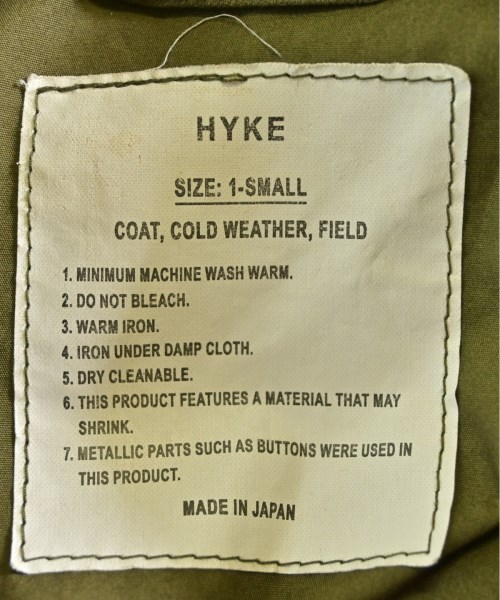 HYKE
SIZE: 1-SMALL
COAT, COLD WEATHER, FIELD
1. MINIMUM MACHINE WASH WARM.
2. DO NOT BLEACH.
3. WARM IRON.
4. IRON UNDER DAMP CLOTH.
5. DRY CLEANABLE.
6. THIS PRODUCT FEATURES A MATERIAL THAT MAY
SHRINK.
7. METALLIC PARTS SUCH AS BUTTONS WERE USED IN
THIS PRODUCT.
MADE IN JAPAN